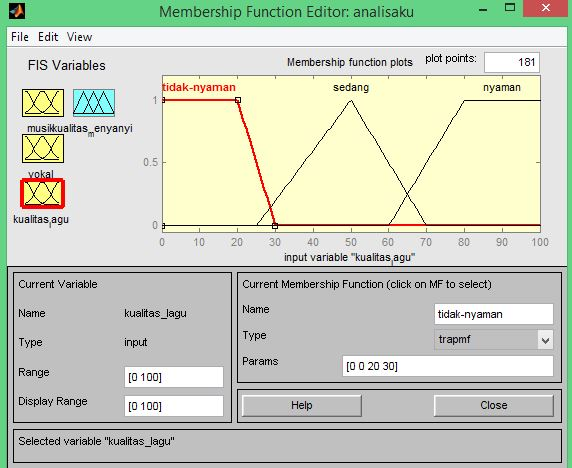 Membership Function Editor: analisaku
File Edit View
FIS Variables
musikkualitas_menyanyi
vokal
kualitas_lagu
Membership function plots
plot points:
181
tidak-nyaman
sedang
nyaman
1
0.5
0
0 10 20 30 40 50 60 70 80 90 100
input variable "kualitas_lagu"
Current Variable
Name kualitas_lagu
Type input
Range [0 100]
Display Range [0 100]
Current Membership Function (click on MF to select)
Name tidak-nyaman
Type trapmf
Params [0 0 20 30]
Help
Close
Selected variable "kualitas_lagu"